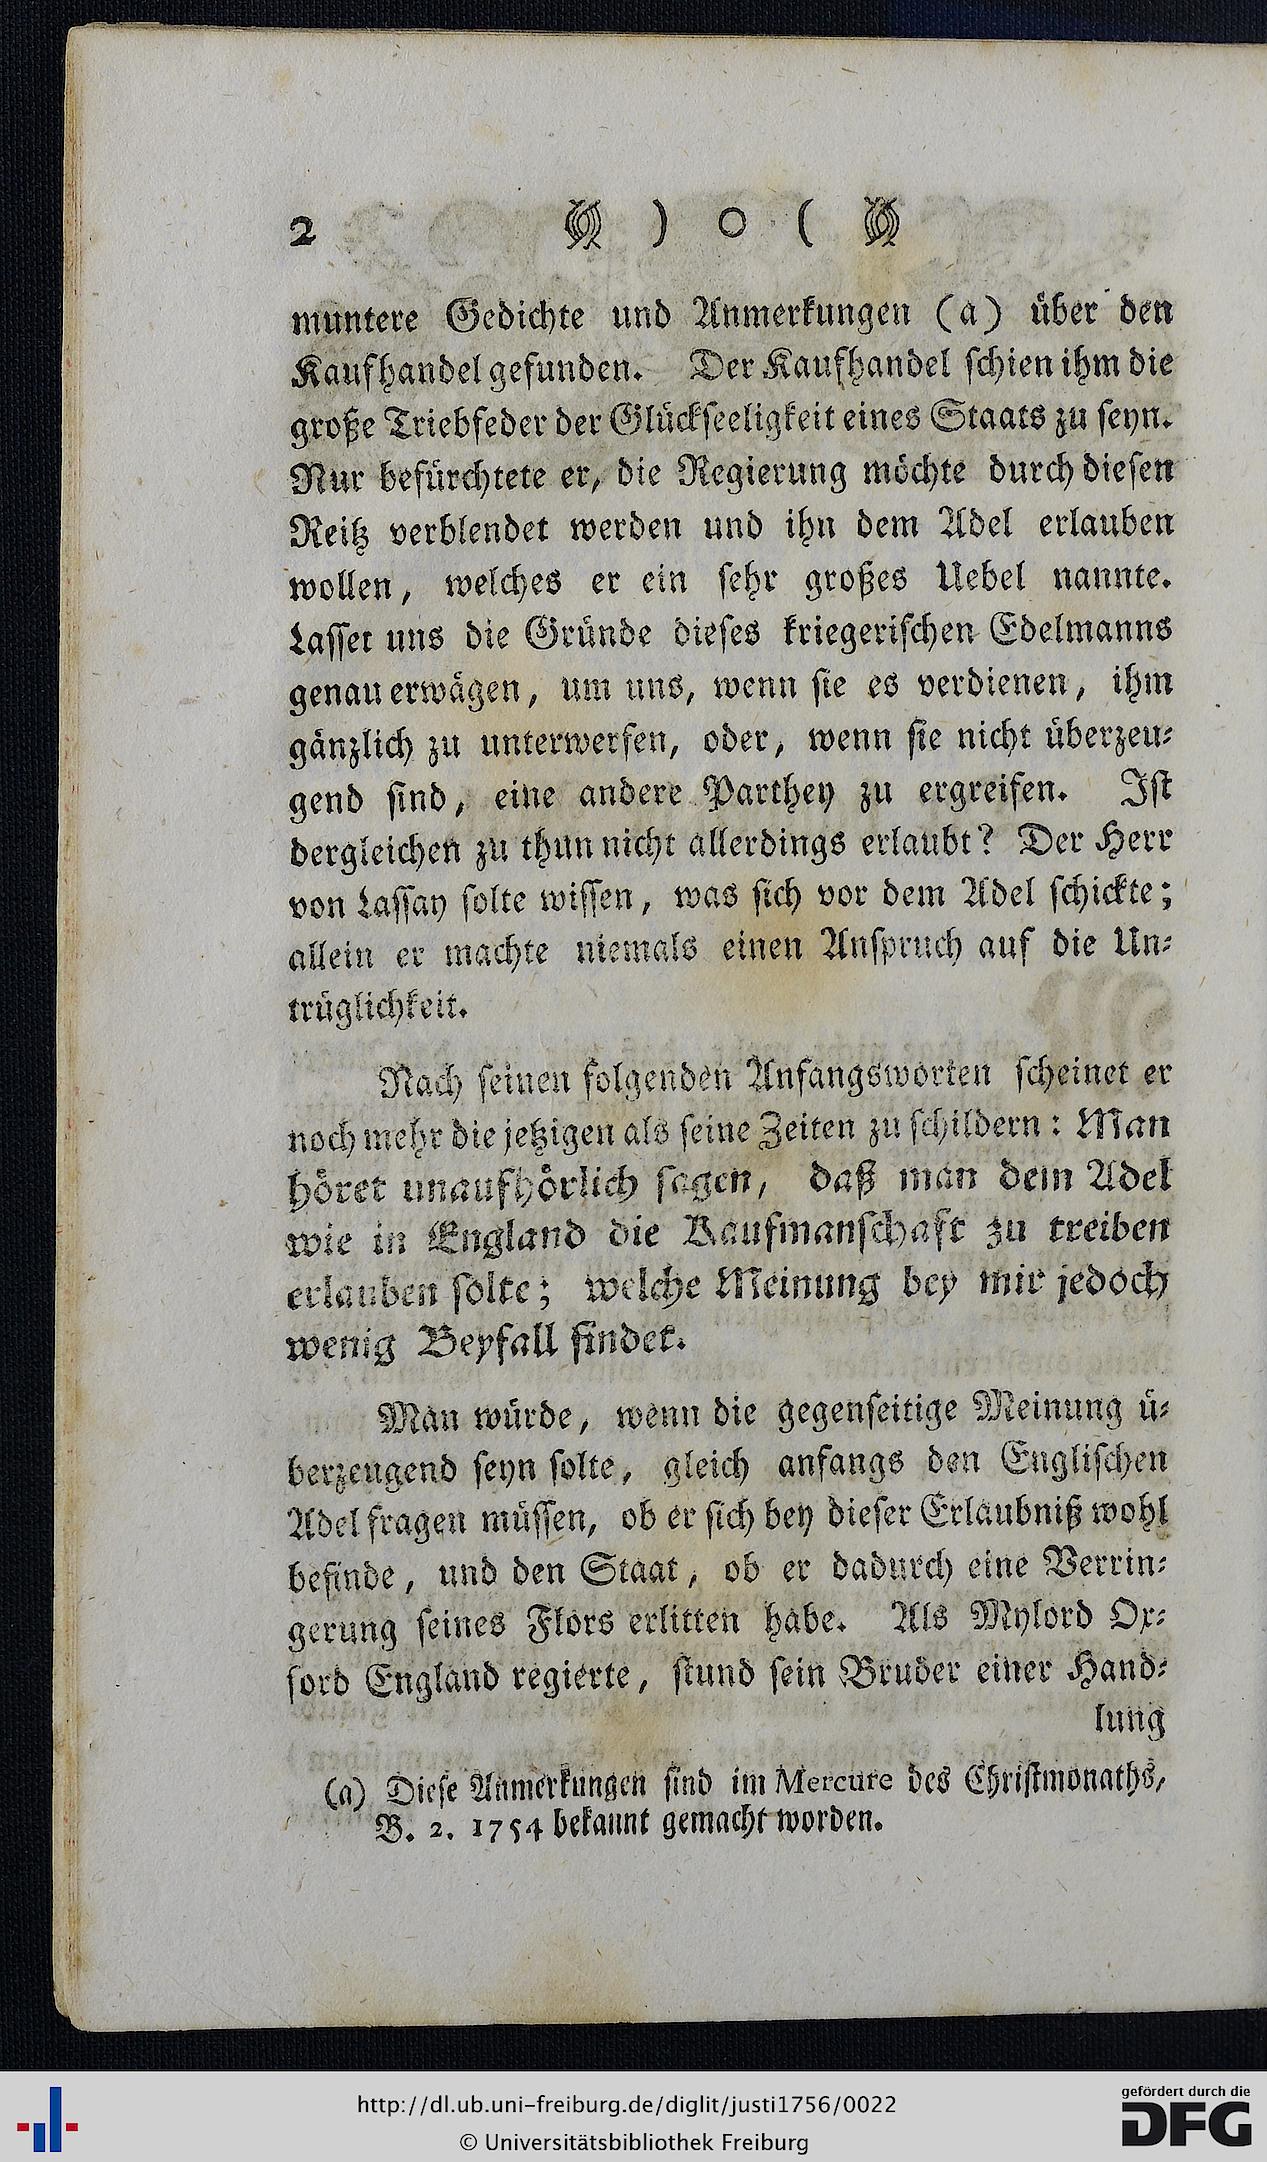 2 ) o (
muntere Gedichte und Anmerkungen (a) über den
Kaufhandel gefunden. Der Kaufhandel schien ihm die
große Triebfeder der Glückseeligkeit eines Staats zu seyn.
Nur befürchtete er, die Regierung möchte durch diesen
Reitz verblendet werden und ihn dem Adel erlauben
wollen, welches er ein sehr großes Uebel nannte.
Lasset uns die Gründe dieses kriegerischen Edelmanns
genau erwägen, um uns, wenn sie es verdienen, ihm
gänzlich zu unterwerfen, oder, wenn sie nicht überzeu-
gend sind, eine andere Parthey zu ergreifen. Ist
dergleichen zu thun nicht allerdings erlaubt? Der Herr
von Lassay solte wissen, was sich vor dem Adel schickte;
allein er machte niemals einen Anspruch auf die Un-
trüglichkeit.
Nach seinen folgenden Anfangsworten scheinet er
noch mehr die jetzigen als seine Zeiten zu schildern: Man
höret unaufhörlich sagen, daß man dem Adel
wie in England die Kaufmanschaft zu treiben
erlauben solte; welche Meinung bey mir jedoch
wenig Beyfall findet.
Man würde, wenn die gegenseitige Meinung ü-
berzeugend seyn solte, gleich anfangs den Englischen
Adel fragen müssen, ob er sich bey dieser Erlaubniß wohl
befinde, und den Staat, ob er dadurch eine Verrin-
gerung seines Flors erlitten habe. Als Mylord Ox-
ford England regierte, stund sein Bruder einer Hand-
lung
(a) Diese Anmerkungen sind im Mercure des Christmonaths,
B. 2. 1754 bekannt gemacht worden.
http://dl.ub.uni-freiburg.de/diglit/justi1756/0022
© Universitätsbibliothek Freiburg
gefördert durch die
DFG